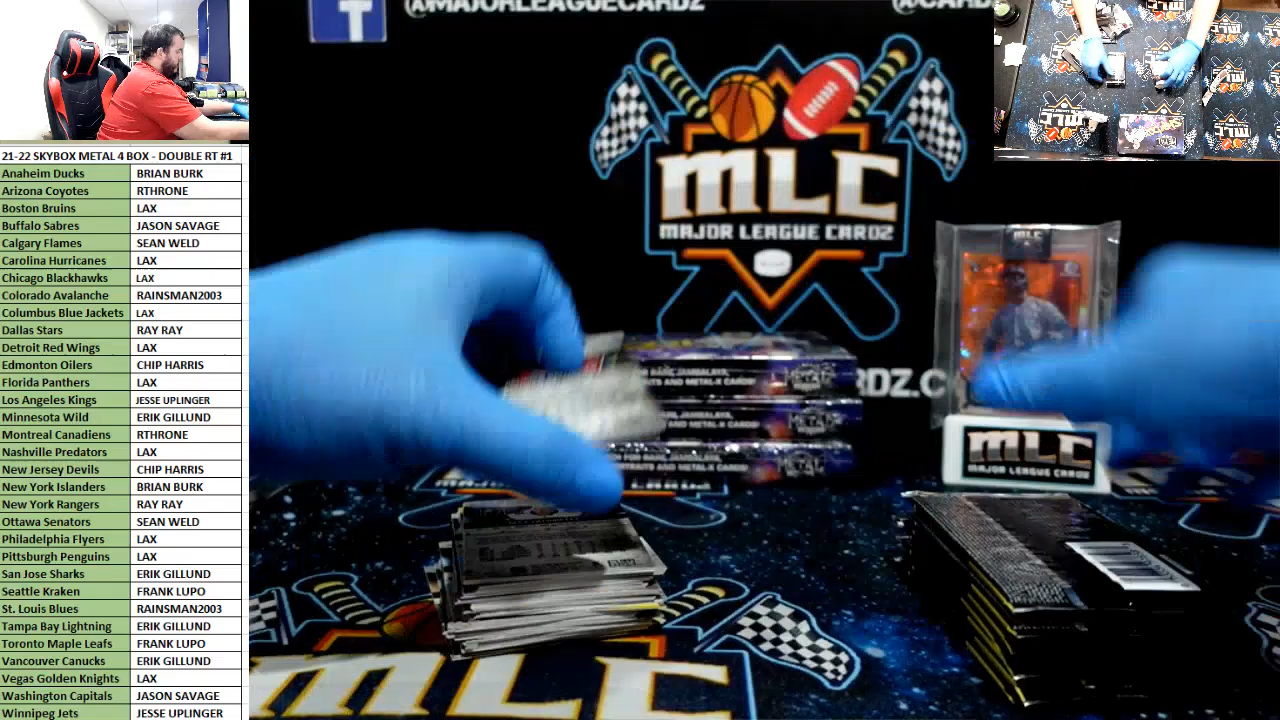 @MAJORLEAGUECARDZ
@CARDZ
MLC
MAJOR LEAGUE CARDZ
21-22 SKYBOX METAL 4 BOX - DOUBLE RT #1
Anaheim Ducks BRIAN BURK
Arizona Coyotes RTHRONE
Boston Bruins LAX
Buffalo Sabres JASON SAVAGE
Calgary Flames SEAN WELD
Carolina Hurricanes LAX
Chicago Blackhawks LAX
Colorado Avalanche RAINSMAN2003
Columbus Blue Jackets LAX
Dallas Stars RAY RAY
Detroit Red Wings LAX
Edmonton Oilers CHIP HARRIS
Florida Panthers LAX
Los Angeles Kings JESSE UPLINGER
Minnesota Wild ERIK GILLUND
Montreal Canadiens RTHRONE
Nashville Predators LAX
New Jersey Devils CHIP HARRIS
New York Islanders BRIAN BURK
New York Rangers RAY RAY
Ottawa Senators SEAN WELD
Philadelphia Flyers LAX
Pittsburgh Penguins LAX
San Jose Sharks ERIK GILLUND
Seattle Kraken FRANK LUPO
St. Louis Blues RAINSMAN2003
Tampa Bay Lightning ERIK GILLUND
Toronto Maple Leafs FRANK LUPO
Vancouver Canucks ERIK GILLUND
Vegas Golden Knights LAX
Washington Capitals JASON SAVAGE
Winnipeg Jets JESSE UPLINGER
RDZ.C
MLC
MAJOR LEAGUE CARDZ
MLC